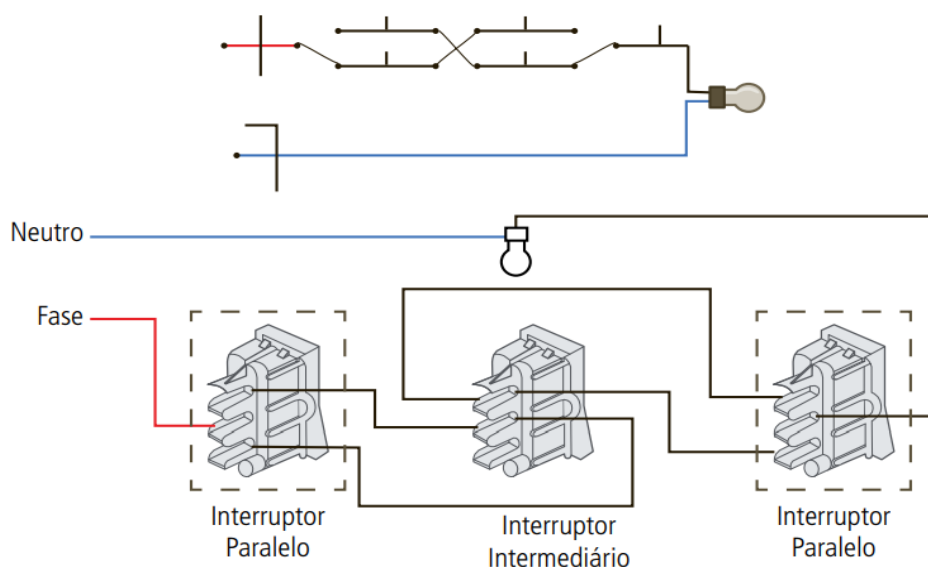 Neutro
Fase
Interruptor
Paralelo
Interruptor
Intermediário
Interruptor
Paralelo